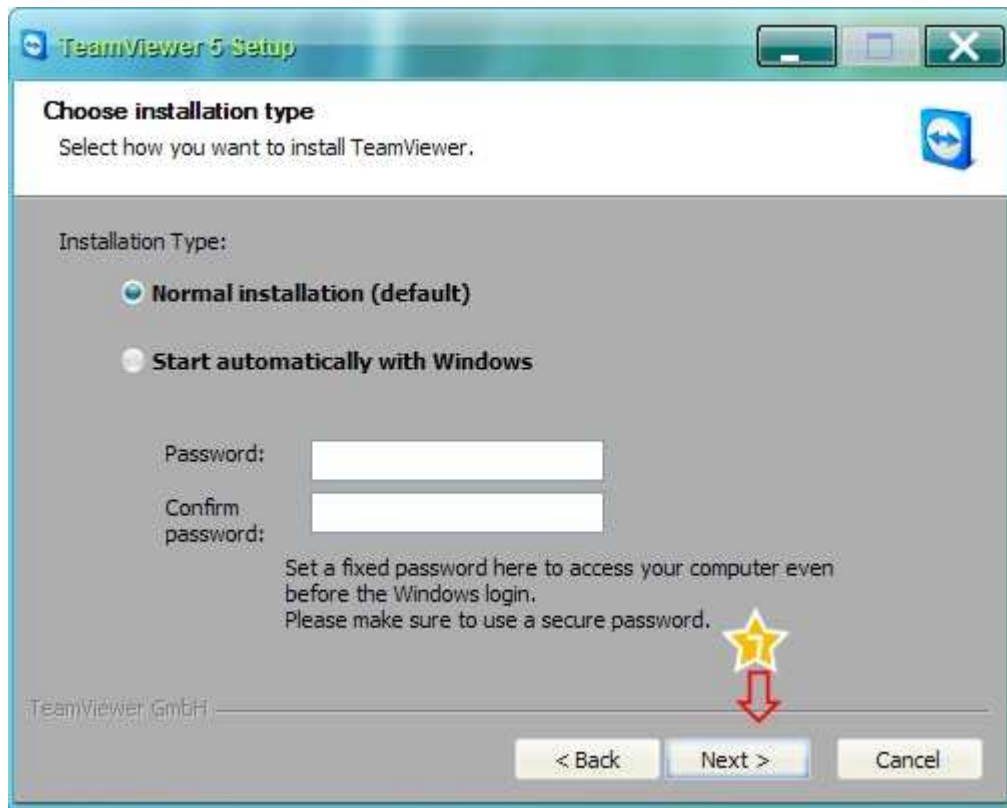 TeamViewer 5 Setup
Choose installation type
Select how you want to install TeamViewer.
Installation Type:
Normal installation (default)
Start automatically with Windows
Password:
Confirm
password:
Set a fixed password here to access your computer even
before the Windows login.
Please make sure to use a secure password.
7
TeamViewer GmbH
< Back
Next >
Cancel